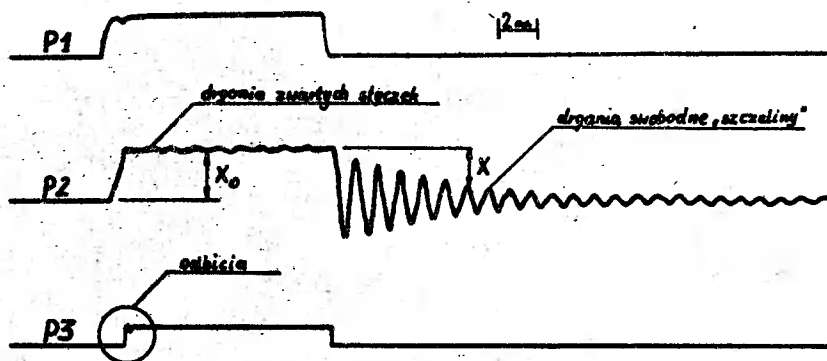 P1
|2ms|
drgania zwartych styczek
drgania swobodne „szczeliny"
X₀
X
P2
odbicia
P3